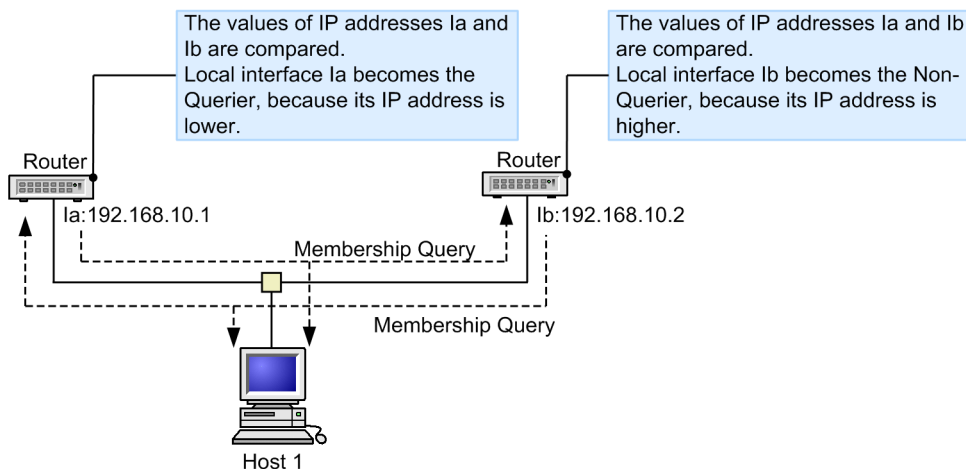 The values of IP addresses Ia and
Ib are compared.
Local interface Ia becomes the
Querier, because its IP address is
lower.
The values of IP addresses Ia and Ib
are compared.
Local interface Ib becomes the Non-
Querier, because its IP address is
higher.
Router
Router
Ia:192.168.10.1
Ib:192.168.10.2
Membership Query
Membership Query
Host 1